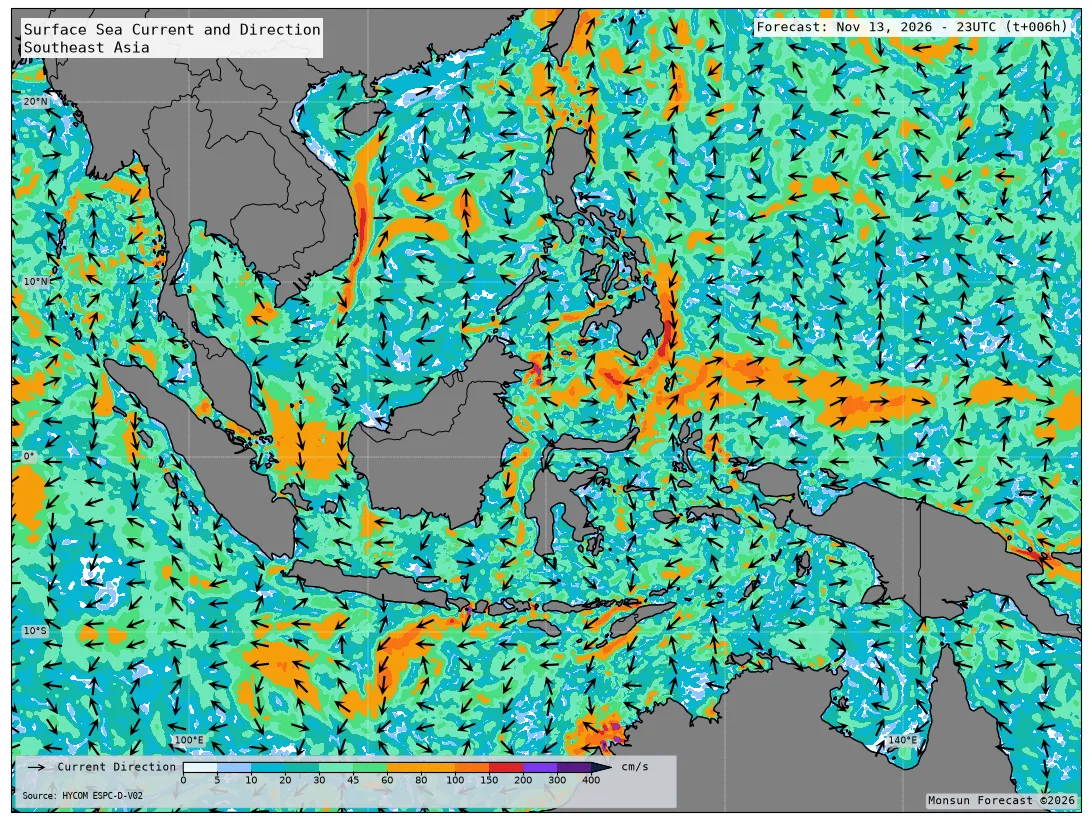 Surface Sea Current and Direction
Southeast Asia
Forecast: Nov 13, 2026 - 23UTC (t+006h)
20°N
10°N
0°
10°S
100°E
140°E
Current Direction
cm/s
0 5 10 20 30 45 60 80 100 150 200 300 400
Source: HYCOM ESPC-D-V02
Monsun Forecast ©2026